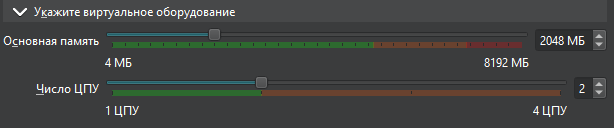 Укажите виртуальное оборудование
Основная память 2048 МБ
4 МБ 8192 МБ
Число ЦПУ 2
1 ЦПУ 4 ЦПУ